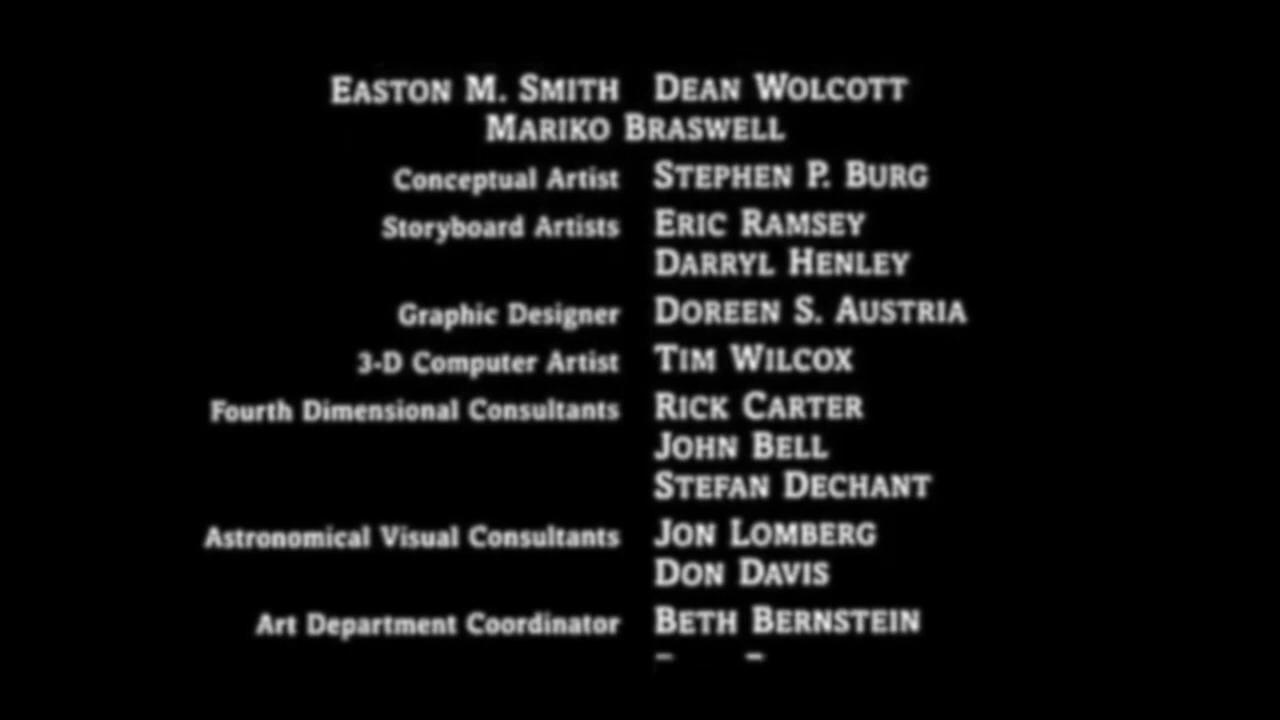 EASTON M. SMITH DEAN WOLCOTT
MARIKO BRASWELL
Conceptual Artist STEPHEN P. BURG
Storyboard Artists ERIC RAMSEY
DARRYL HENLEY
Graphic Designer DOREEN S. AUSTRIA
3-D Computer Artist TIM WILCOX
Fourth Dimensional Consultants RICK CARTER
JOHN BELL
STEFAN DECHANT
Astronomical Visual Consultants JON LOMBERG
DON DAVIS
Art Department Coordinator BETH BERNSTEIN